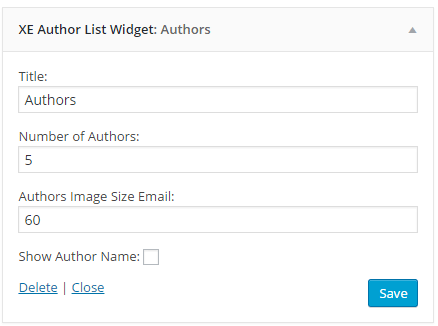 XE Author List Widget: Authors
Title:
Authors
Number of Authors:
5
Authors Image Size Email:
60
Show Author Name:
Delete | Close
Save